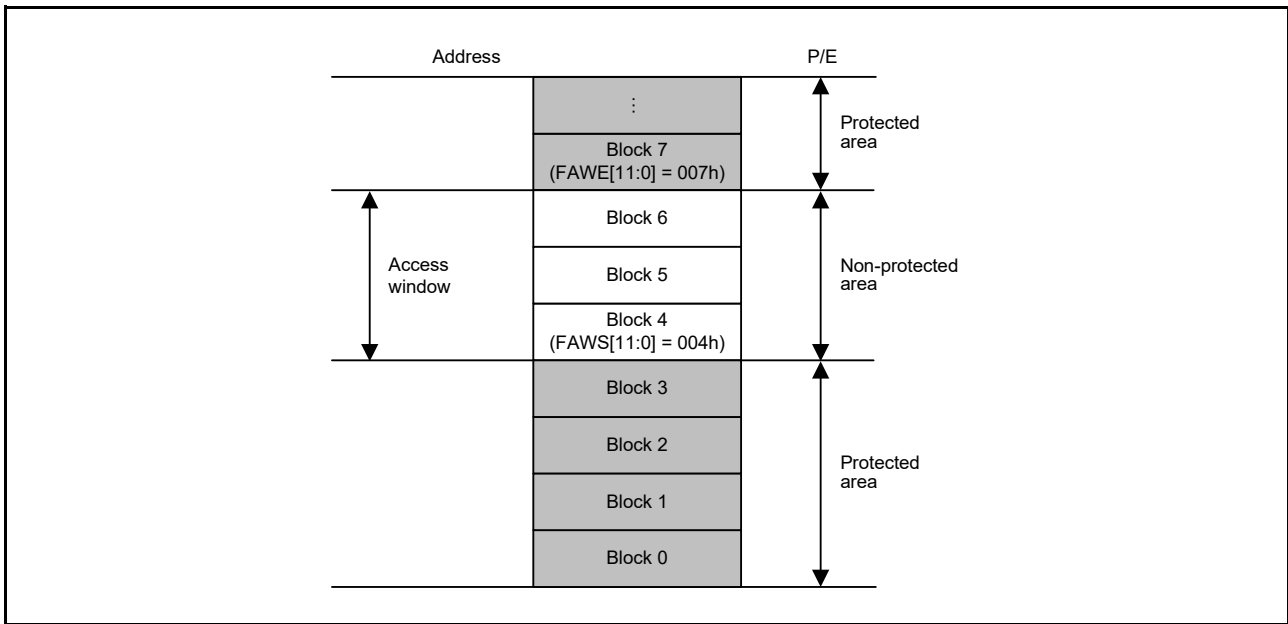 Address
P/E
⋮
Protected
area
Block 7
(FAWE[11:0] = 007h)
Block 6
Access
window
Block 5
Non-protected
area
Block 4
(FAWS[11:0] = 004h)
Block 3
Block 2
Protected
area
Block 1
Block 0